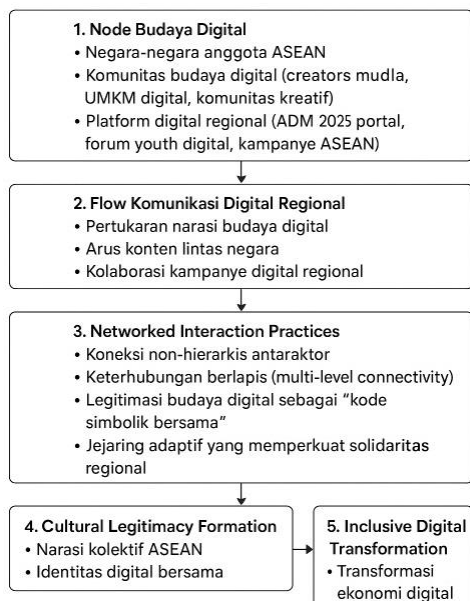 1. Node Budaya Digital
• Negara-negara anggota ASEAN
• Komunitas budaya digital (creators mudla,
UMKM digital, komunitas kreatif)
• Platform digital regional (ADM 2025 portal,
forum youth digital, kampanye ASEAN)
2. Flow Komunikasi Digital Regional
• Pertukaran narasi budaya digital
• Arus konten lintas negara
• Kolaborasi kampanye digital regional
3. Networked Interaction Practices
• Koneksi non-hierarkis antaraktor
• Keterhubungan berlapis (multi-level connectivity)
• Legitimasi budaya digital sebagai “kode
simbolik bersama”
• Jejaring adaptif yang memperkuat solidaritas
regional
4. Cultural Legitimacy Formation
• Narasi kolektif ASEAN
• Identitas digital bersama
5. Inclusive Digital
Transformation
• Transformasi
ekonomi digital